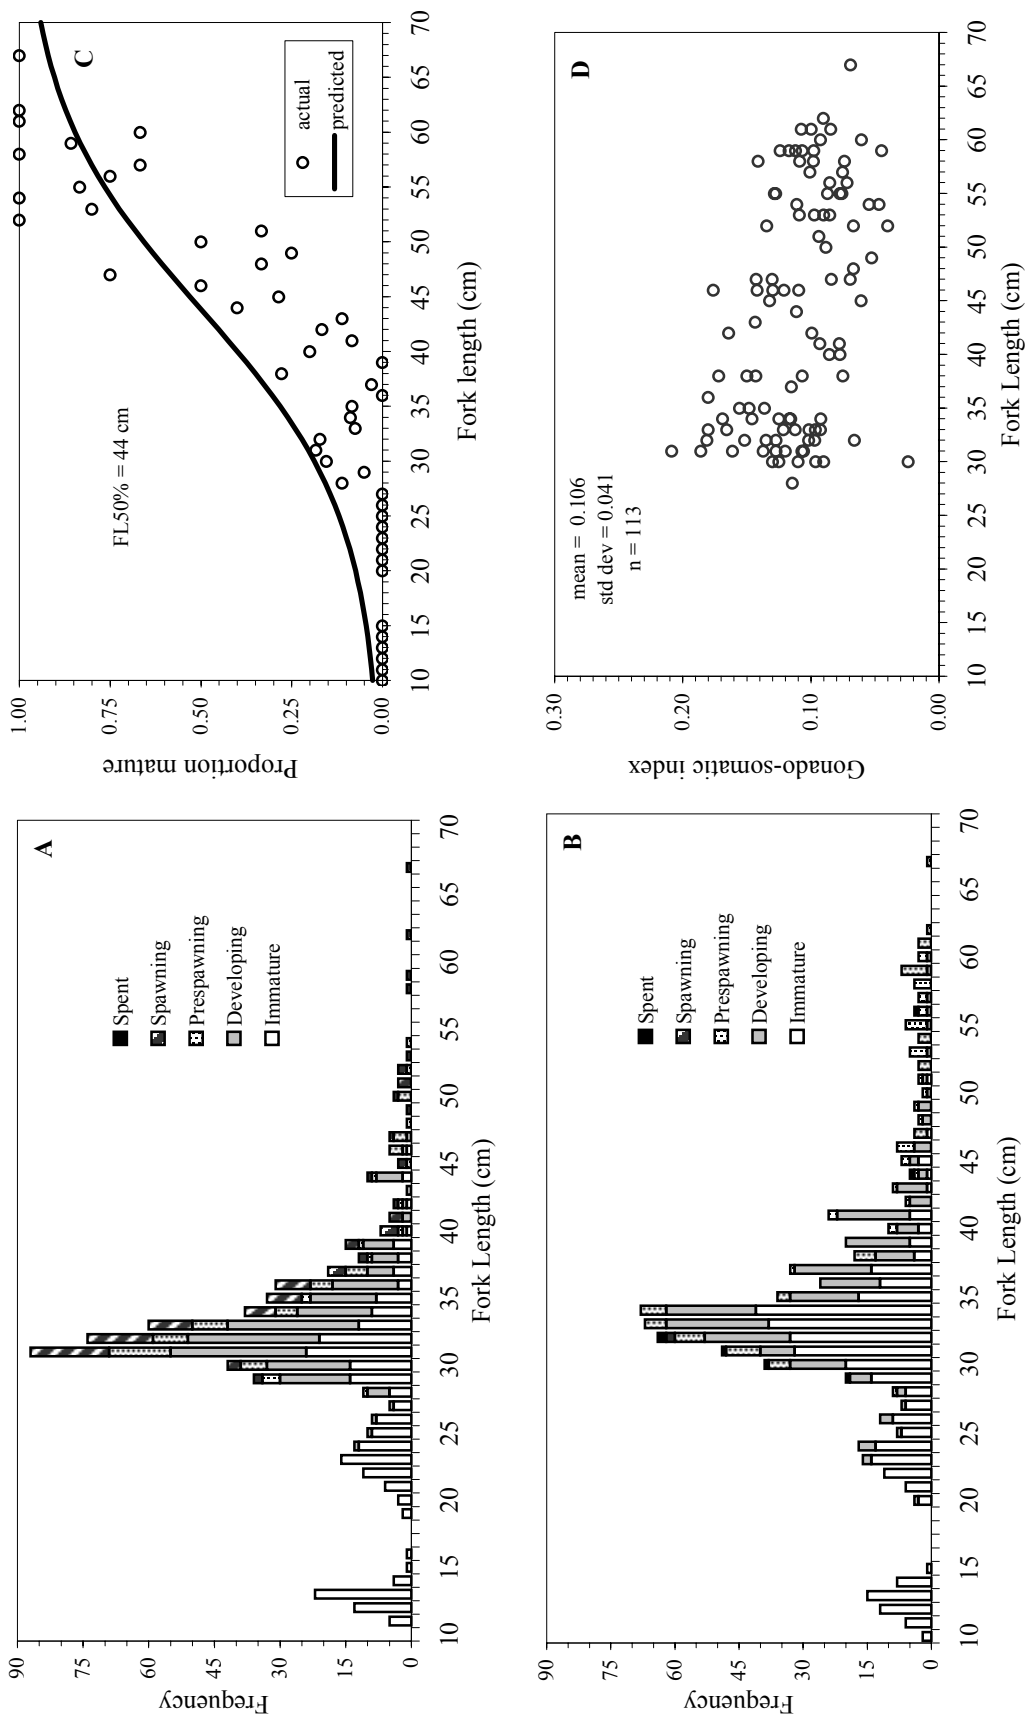 A
90
75
60
45
30
15
0
Frequency
Spent
Spawning
Prespawning
Developing
Immature
10 15 20 25 30 35 40 45 50 55 60 65 70
Fork Length (cm)
B
90
75
60
45
30
15
0
Frequency
Spent
Spawning
Prespawning
Developing
Immature
10 15 20 25 30 35 40 45 50 55 60 65 70
Fork Length (cm)
C
1.00
0.75
0.50
0.25
0.00
Proportion mature
FL50% = 44 cm
actual
predicted
10 15 20 25 30 35 40 45 50 55 60 65 70
Fork length (cm)
D
0.30
0.20
0.10
0.00
Gonado-somatic index
mean = 0.106
std dev = 0.041
n = 113
10 15 20 25 30 35 40 45 50 55 60 65 70
Fork Length (cm)